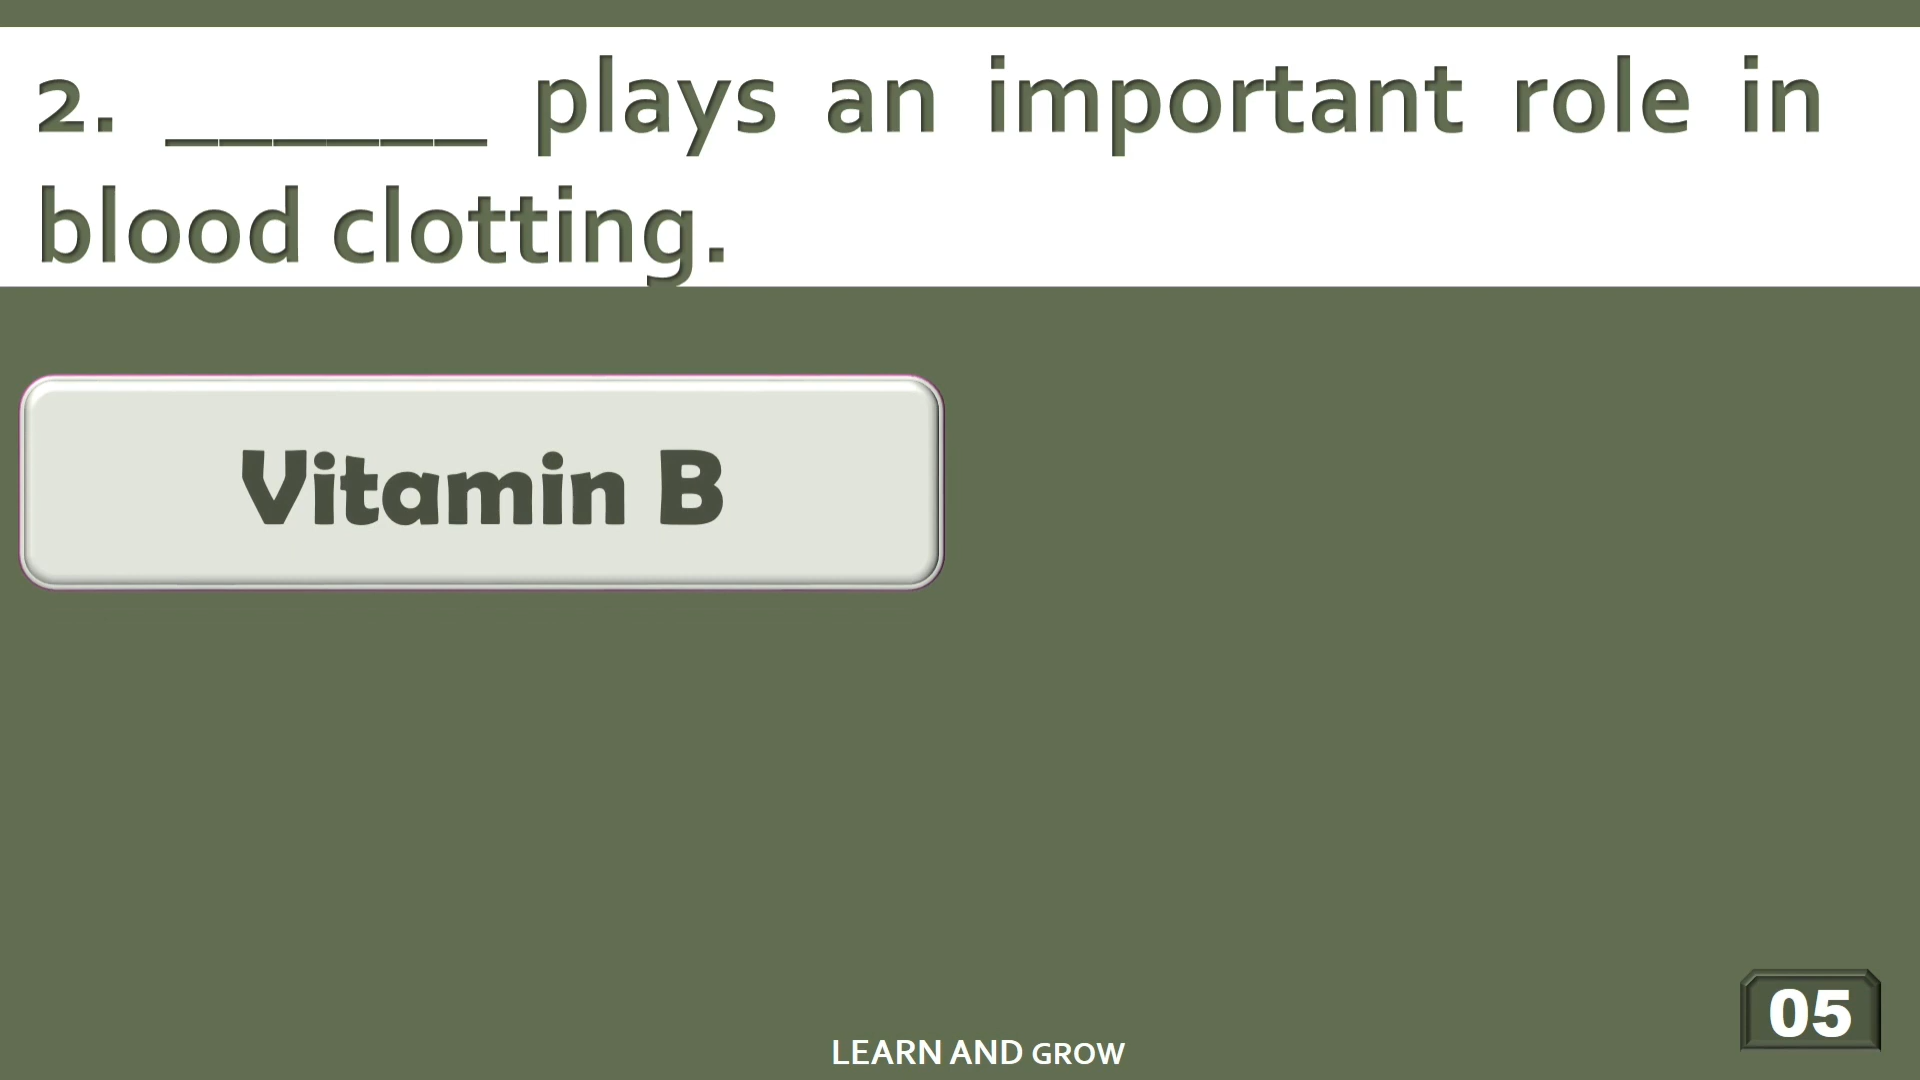 2. ______ plays an important role in
blood clotting.
Vitamin B
05
LEARN AND GROW